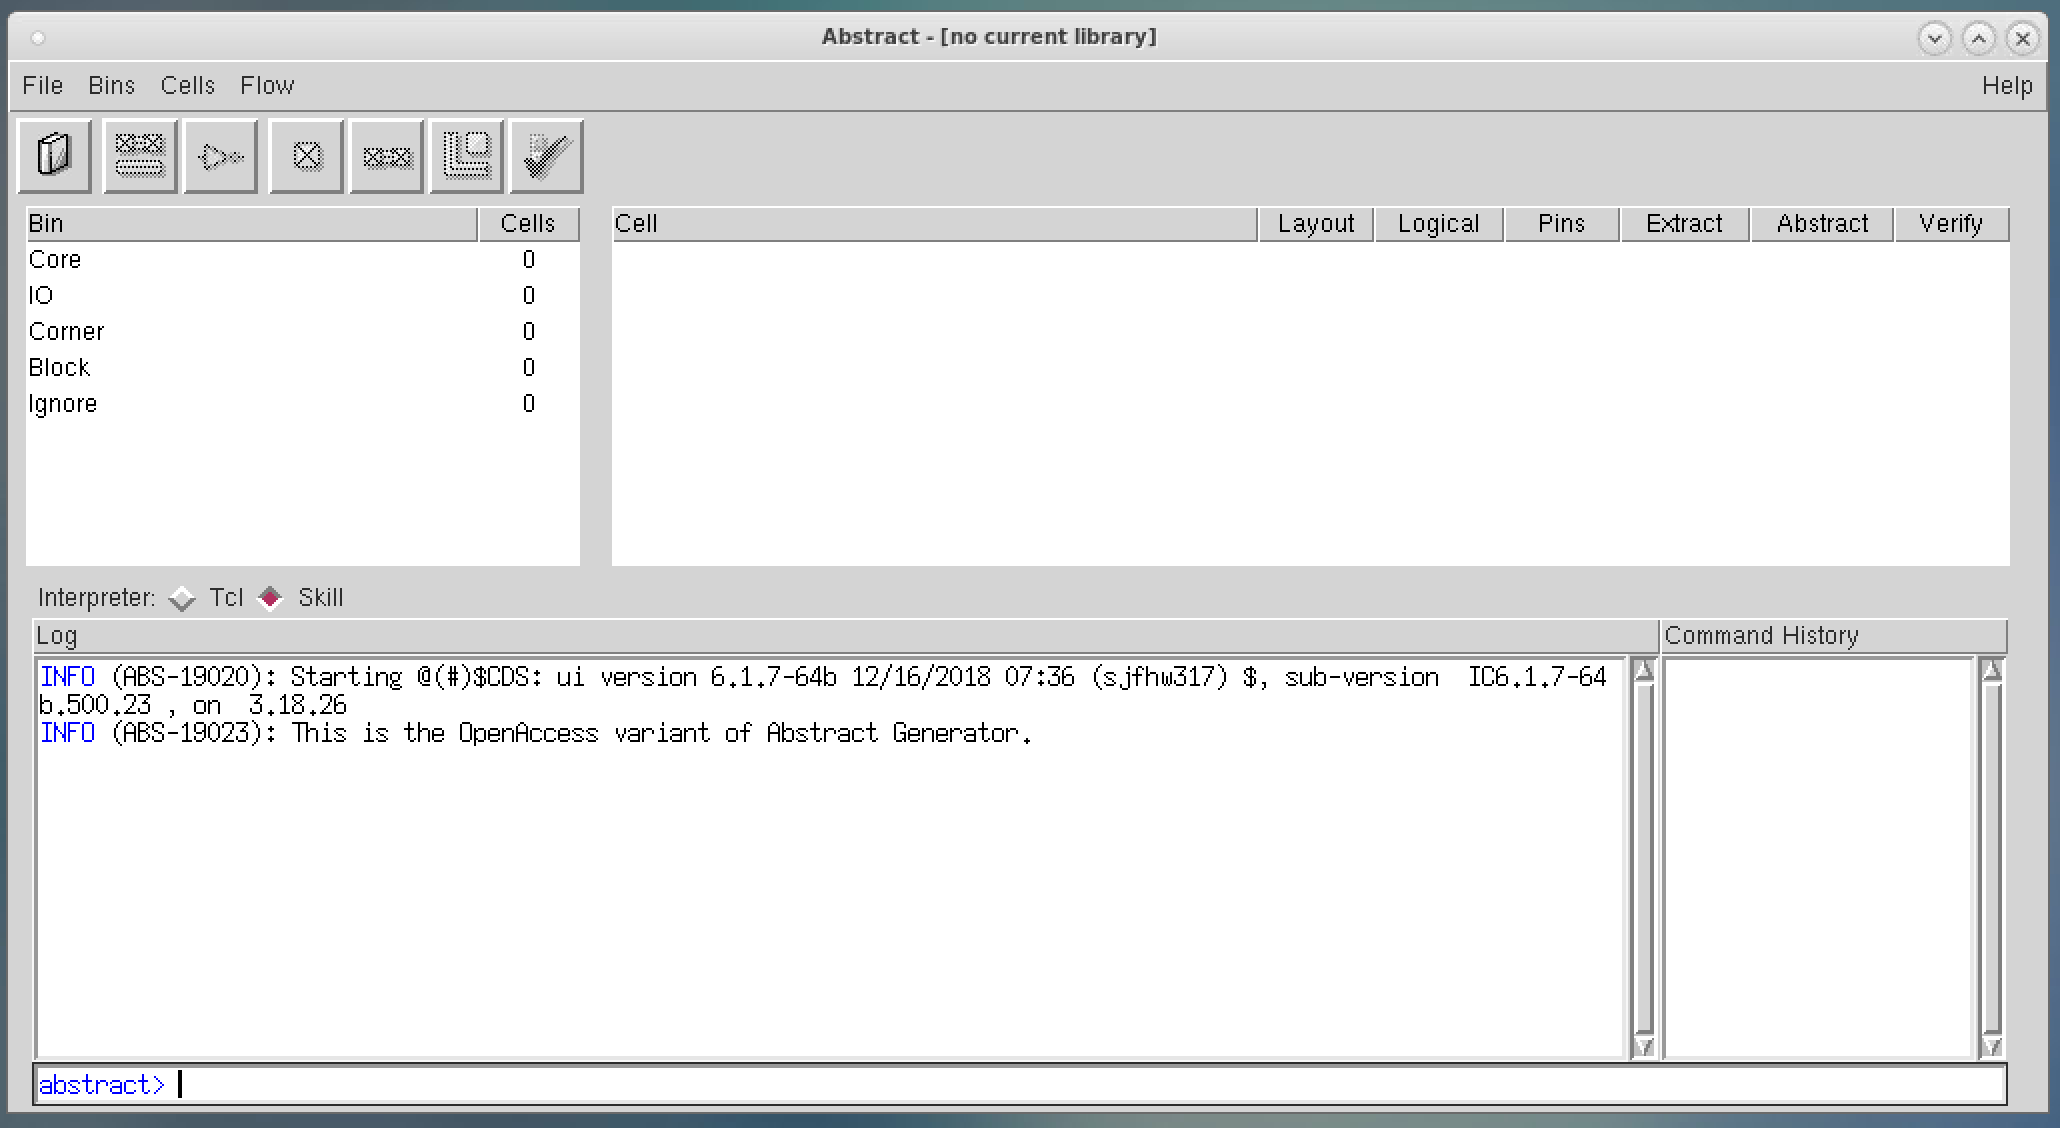 Abstract - [no current library]
File Bins Cells Flow Help
Bin Cells
Core 0
IO 0
Corner 0
Block 0
Ignore 0
Cell Layout Logical Pins Extract Abstract Verify
Interpreter: Tcl Skill
Log
INFO (ABS-19020): Starting @(#)$CDS: ui version 6.1.7-64b 12/16/2018 07:36 (sjfhw317) $, sub-version  IC6.1.7-64
b.500.23 , on  3.18.26
INFO (ABS-19023): This is the OpenAccess variant of Abstract Generator.
Command History
abstract>